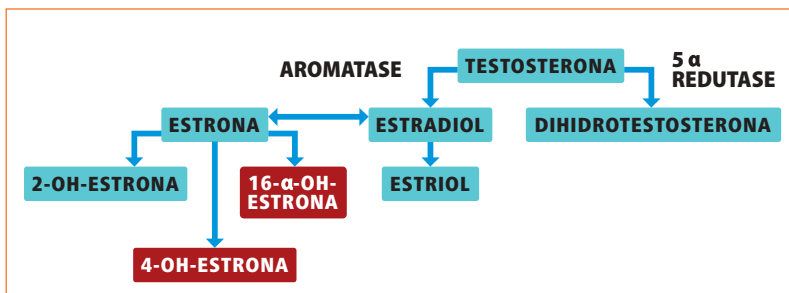 AROMATASE
TESTOSTERONA
5 α
REDUTASE
ESTRONA
ESTRADIOL
DIHIDROTESTOSTERONA
2-OH-ESTRONA
16-α-OH-
ESTRONA
ESTRIOL
4-OH-ESTRONA